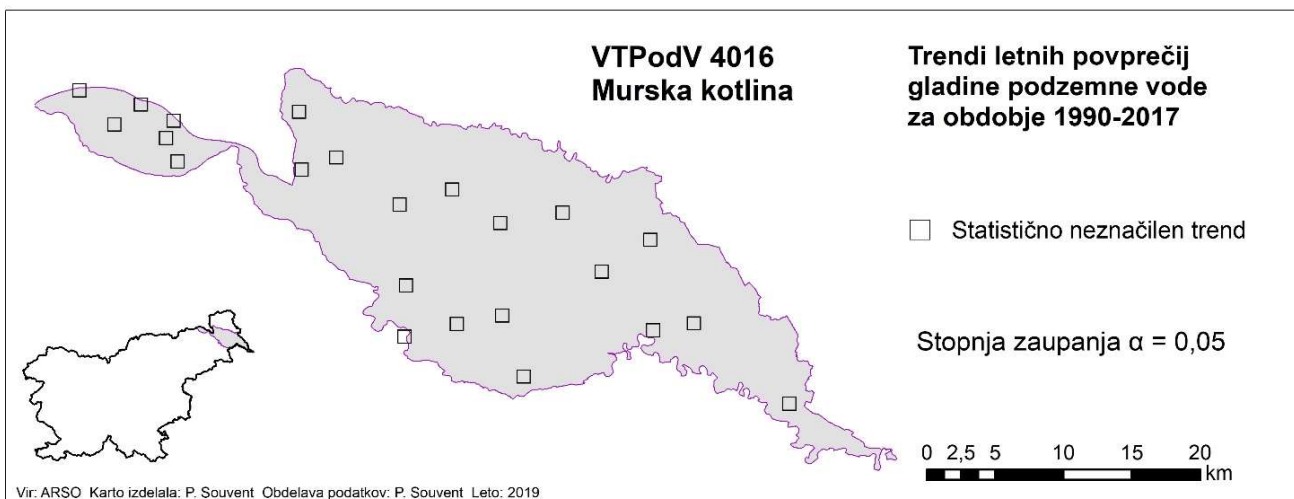 VTPodV 4016
Murska kotlina
Trendi letnih povprečij
gladine podzemne vode
za obdobje 1990-2017
Statistično neznačilen trend
Stopnja zaupanja α = 0,05
0 2,5 5 10 15 20
km
Vir: ARSO Karto izdelala: P. Souvent Obdelava podatkov: P. Souvent Leto: 2019